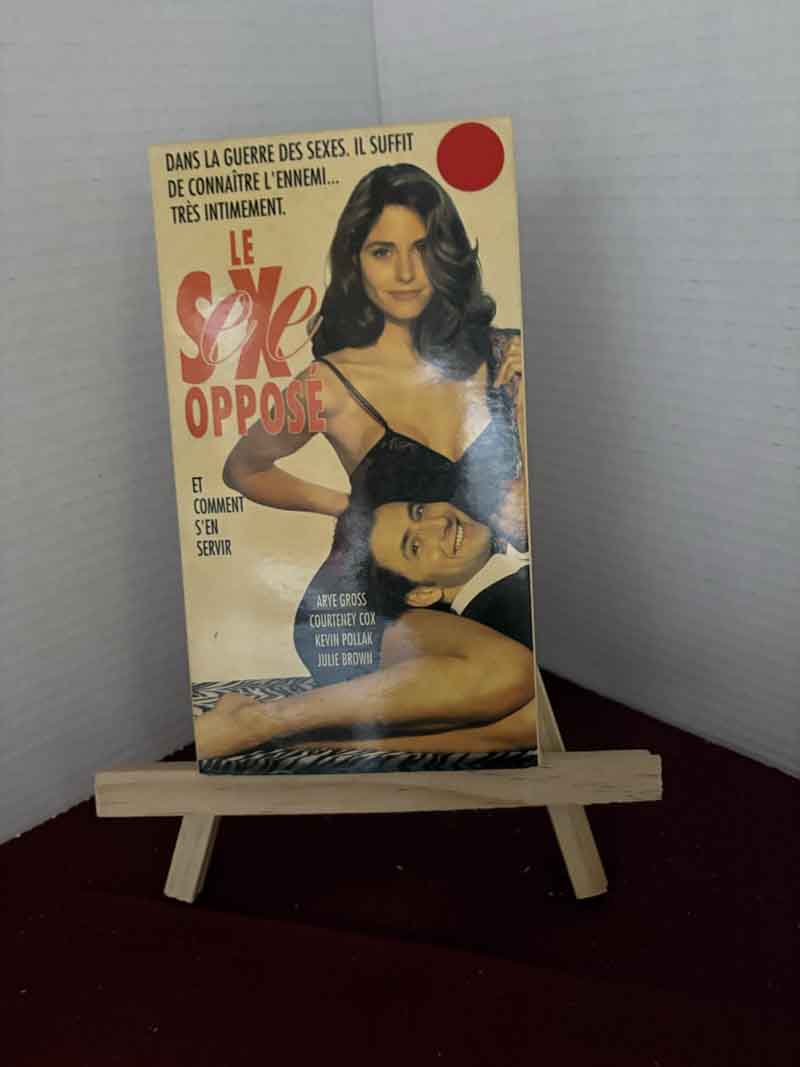 DANS LA GUERRE DES SEXES. IL SUFFIT
DE CONNAÎTRE L'ENNEMI...
TRÈS INTIMEMENT.
LE
SeXe
OPPOSÉ
ET
COMMENT
S'EN
SERVIR
ARYE GROSS
COURTENEY COX
KEVIN POLLAK
JULIE BROWN